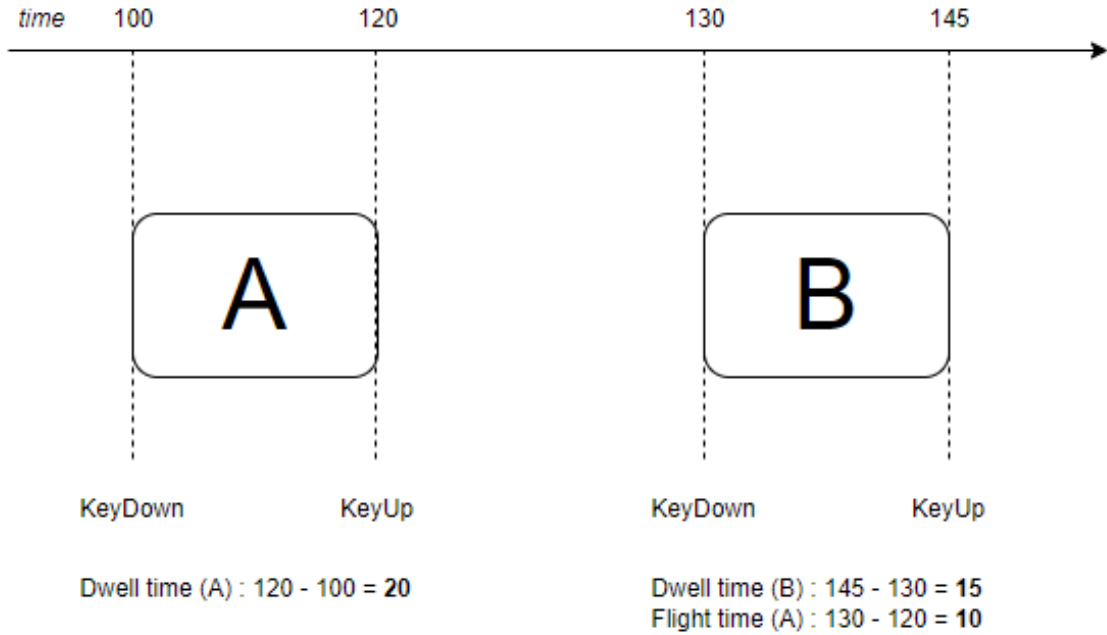 time 100 120 130 145
A B
KeyDown KeyUp KeyDown KeyUp
Dwell time (A) : 120 - 100 = 20 Dwell time (B) : 145 - 130 = 15
Flight time (A) : 130 - 120 = 10